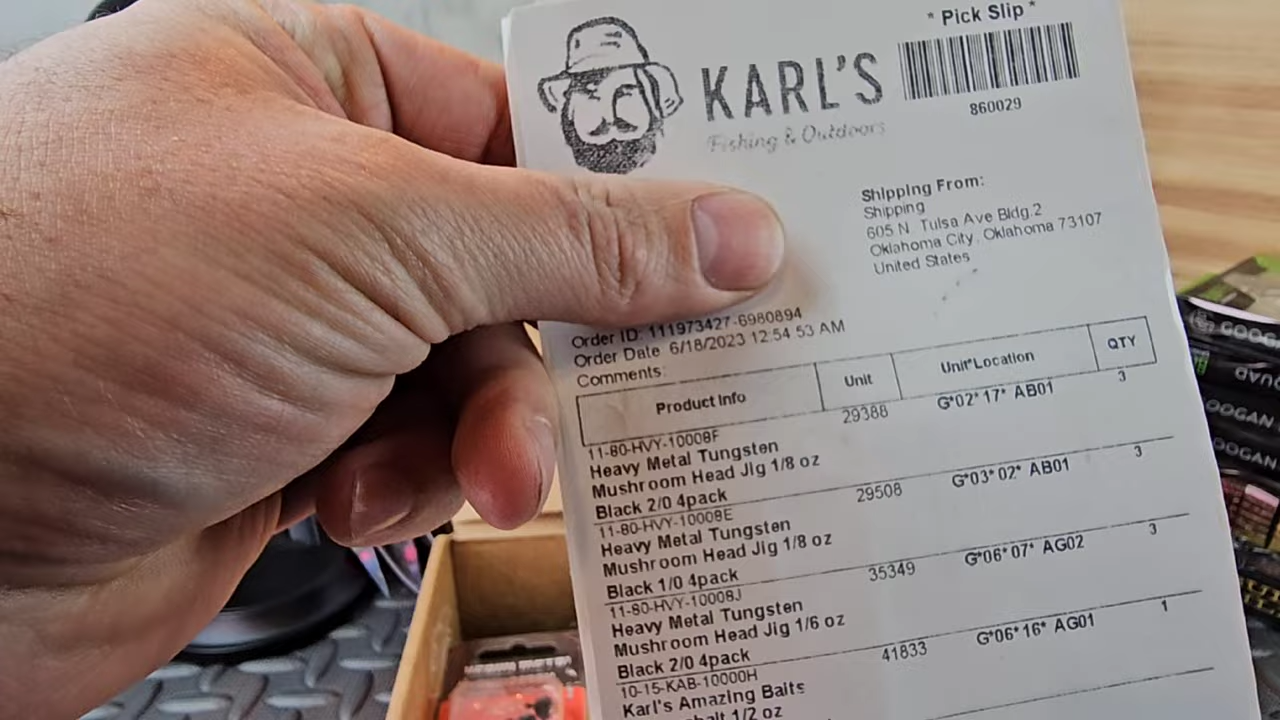 * Pick Slip *
KARL'S
Fishing & Outdoors
860029
Shipping From:
Shipping
605 N. Tulsa Ave Bldg.2
Oklahoma City, Oklahoma 73107
United States
Order ID: 111973427-6980894
Order Date 6/18/2023 12:54 53 AM
Comments:
Product Info Unit Unit*Location QTY
11-80-HVY-10008F 29388 G*02*17* AB01 3
Heavy Metal Tungsten
Mushroom Head Jig 1/8 oz
Black 2/0 4pack
11-80-HVY-10008E 29508 G*03*02* AB01 3
Heavy Metal Tungsten
Mushroom Head Jig 1/8 oz
Black 1/0 4pack
11-80-HVY-10008J 35349 G*06*07* AG02 3
Heavy Metal Tungsten
Mushroom Head Jig 1/6 oz
Black 2/0 4pack
10-15-KAB-10000H 41833 G*06*16* AG01 1
Karl's Amazing Baits
1/2 oz